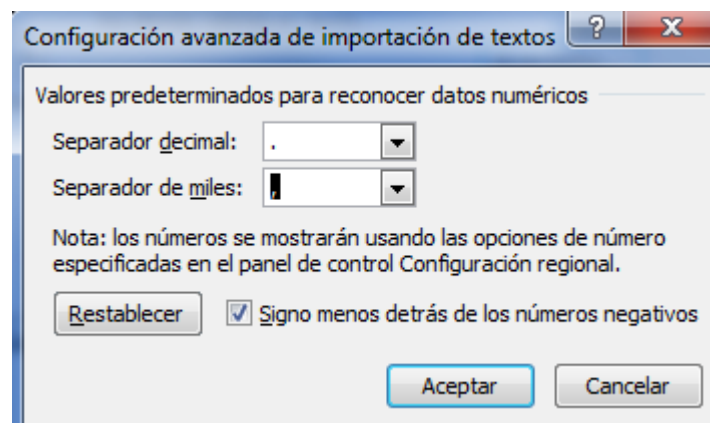 Configuración avanzada de importación de textos ? X
Valores predeterminados para reconocer datos numéricos
Separador decimal: .
Separador de miles: ,
Nota: los números se mostrarán usando las opciones de número
especificadas en el panel de control Configuración regional.
Restablecer Signo menos detrás de los números negativos
Aceptar Cancelar